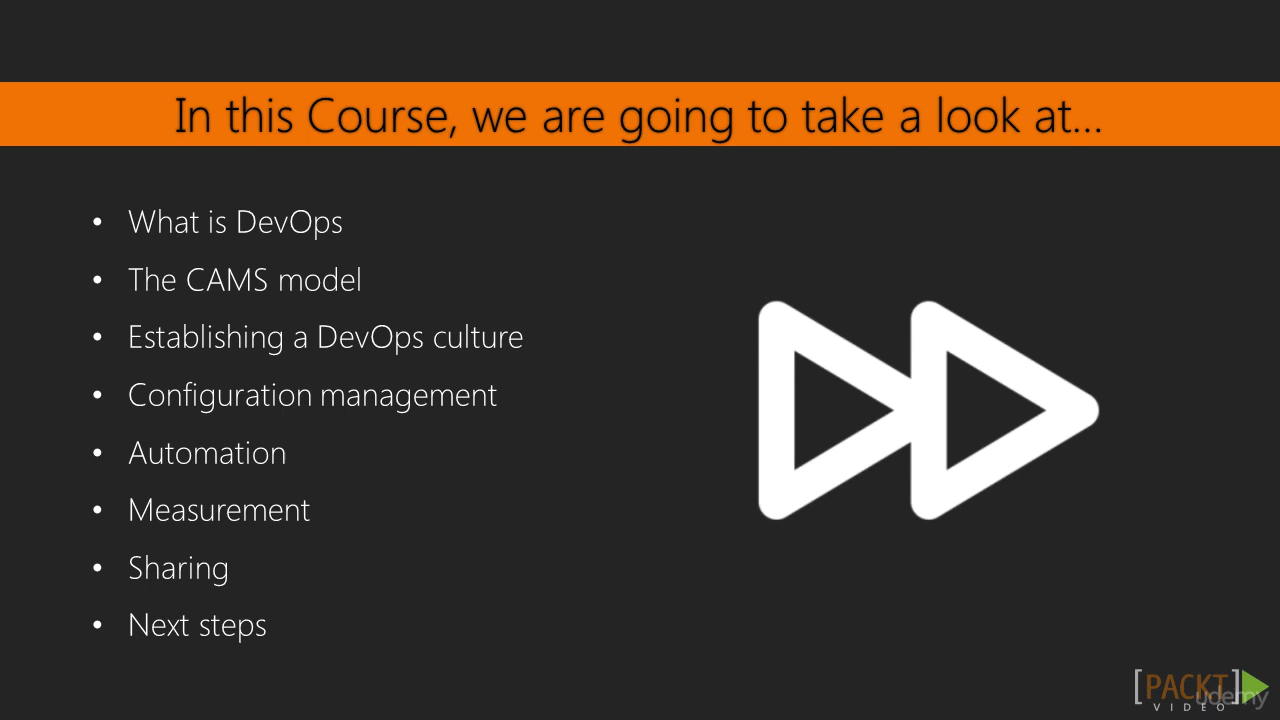 In this Course, we are going to take a look at...
• What is DevOps
• The CAMS model
• Establishing a DevOps culture
• Configuration management
• Automation
• Measurement
• Sharing
• Next steps
[PACKT]
udemy
VIDEO